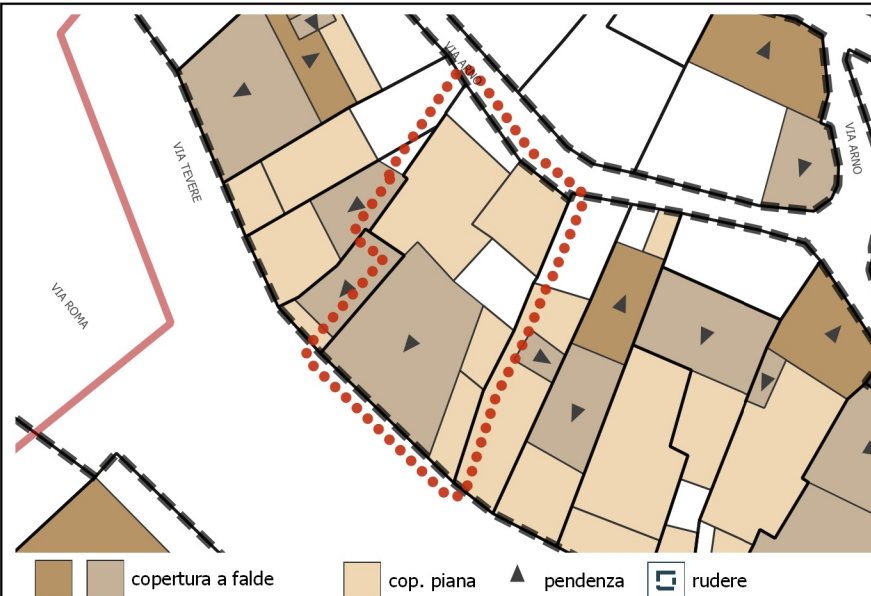 VIA ARNO
VIA TEVERE
VIA ARNO
VIA ROMA
copertura a falde
cop. piana
pendenza
rudere